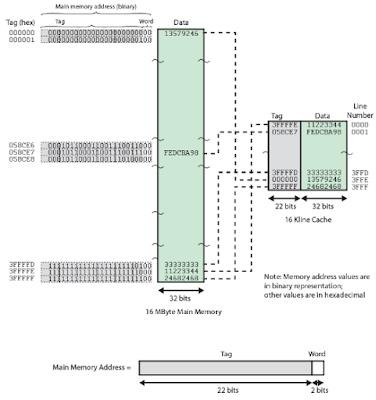 Main memory address (binary)
Tag (hex)
Tag
Word
Data
000000
000001
13579246
058CE6
058CE7
058CE8
FEDCBA98
3FFFFD
3FFFFE
3FFFFF
33333333
11223344
24682468
32 bits
16 MByte Main Memory
Tag
Data
Line
Number
3FFFFE
11223344
0000
058CE7
FEDCBA98
0001
3FFFFD
33333333
3FFD
000000
13579246
3FFE
3FFFFF
24682468
3FFF
22 bits
32 bits
16 Kline Cache
Note: Memory address values are
in binary representation;
other values are in hexadecimal
Tag
Word
Main Memory Address =
22 bits
2 bits